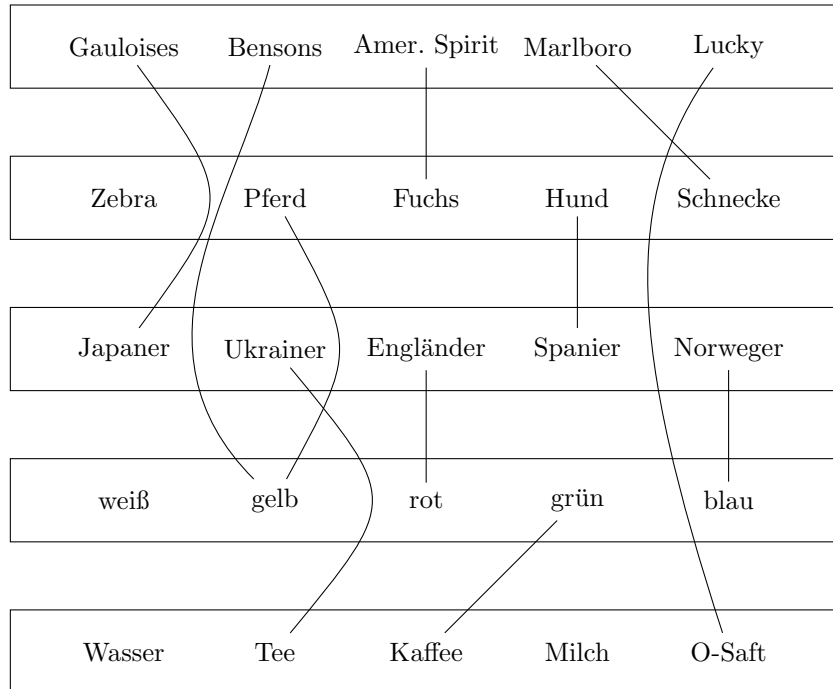 Gauloises Bensons Amer. Spirit Marlboro Lucky
Zebra Pferd Fuchs Hund Schnecke
Japaner Ukrainer Engländer Spanier Norweger
weiß gelb rot grün blau
Wasser Tee Kaffee Milch O-Saft